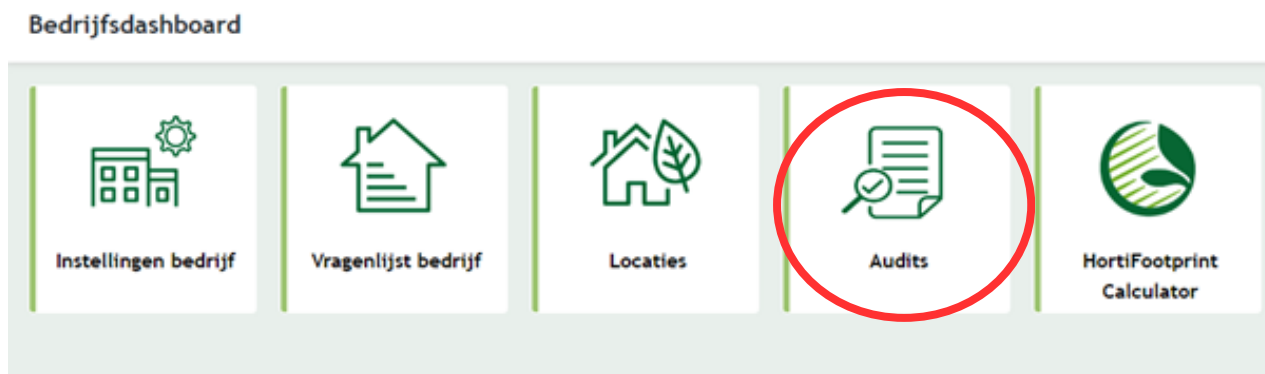 Bedrijfsdashboard
Instellingen bedrijf
Vragenlijst bedrijf
Locaties
Audits
HortiFootprint
Calculator